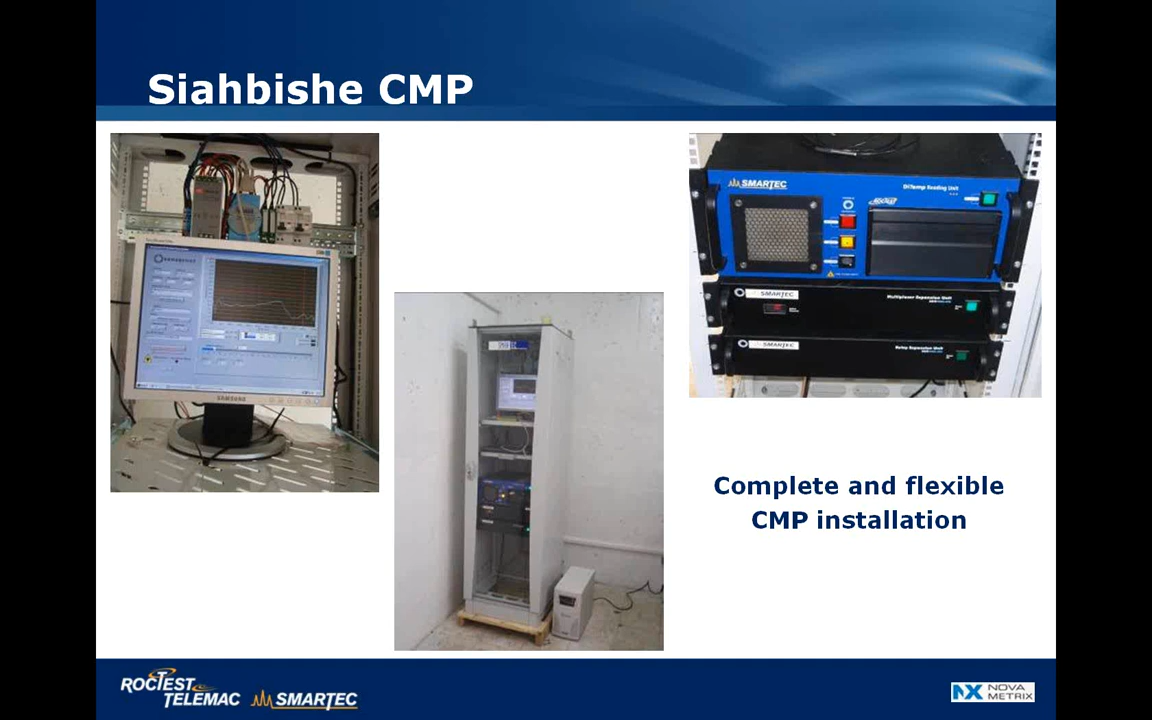 Siahbishe CMP
SAMSUNG
SMARTEC
DiTemp Reading Unit
ROCTEST
SMARTEC
Multiplexer Expansion Unit
SMARTEC
Relay Expansion Unit
Complete and flexible
CMP installation
ROCTEST
TELEMAC
SMARTEC
NX NOVA
METRIX